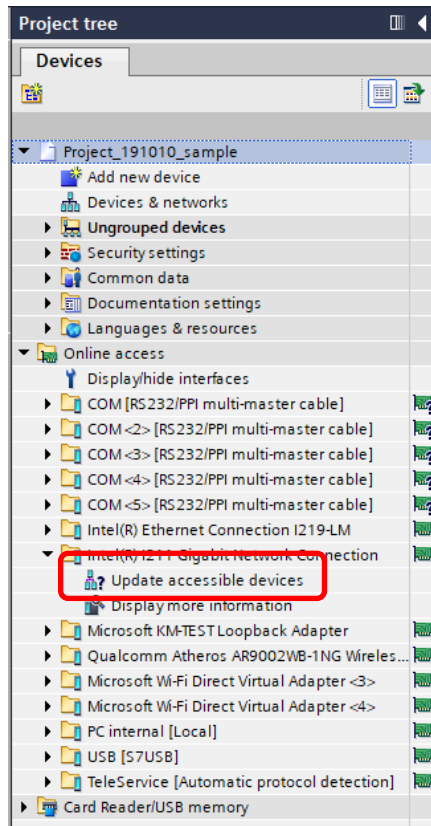 Project tree
Devices
Project_191010_sample
Add new device
Devices & networks
Ungrouped devices
Security settings
Common data
Documentation settings
Languages & resources
Online access
Display/hide interfaces
COM [RS232/PPI multi-master cable]
COM <2> [RS232/PPI multi-master cable]
COM <3> [RS232/PPI multi-master cable]
COM <4> [RS232/PPI multi-master cable]
COM <5> [RS232/PPI multi-master cable]
Intel(R) Ethernet Connection I219-LM
Intel(R) I211 Gigabit Network Connection
Update accessible devices
Display more information
Microsoft KM-TEST Loopback Adapter
Qualcomm Atheros AR9002WB-1NG Wireles...
Microsoft Wi-Fi Direct Virtual Adapter <3>
Microsoft Wi-Fi Direct Virtual Adapter <4>
PC internal [Local]
USB [S7USB]
TeleService [Automatic protocol detection]
Card Reader/USB memory